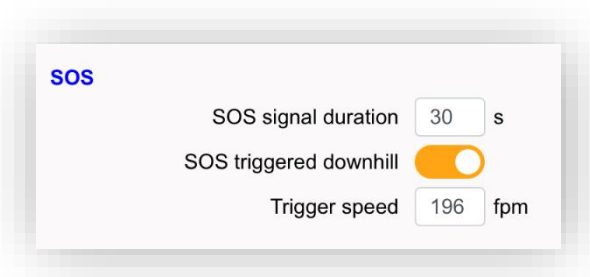 SOS
SOS signal duration 30 s
SOS triggered downhill
Trigger speed 196 fpm